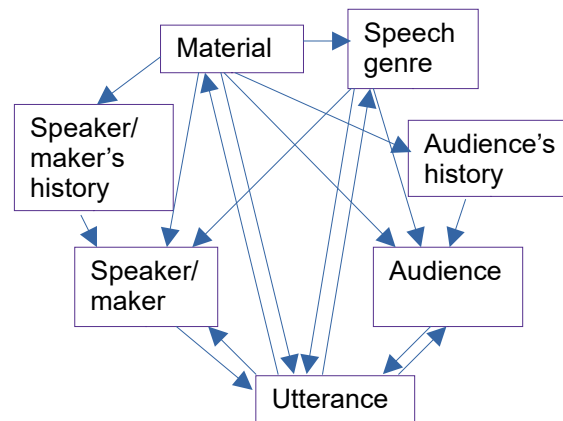 Material
Speech
genre
Speaker/
maker's
history
Audience’s
history
Speaker/
maker
Audience
Utterance